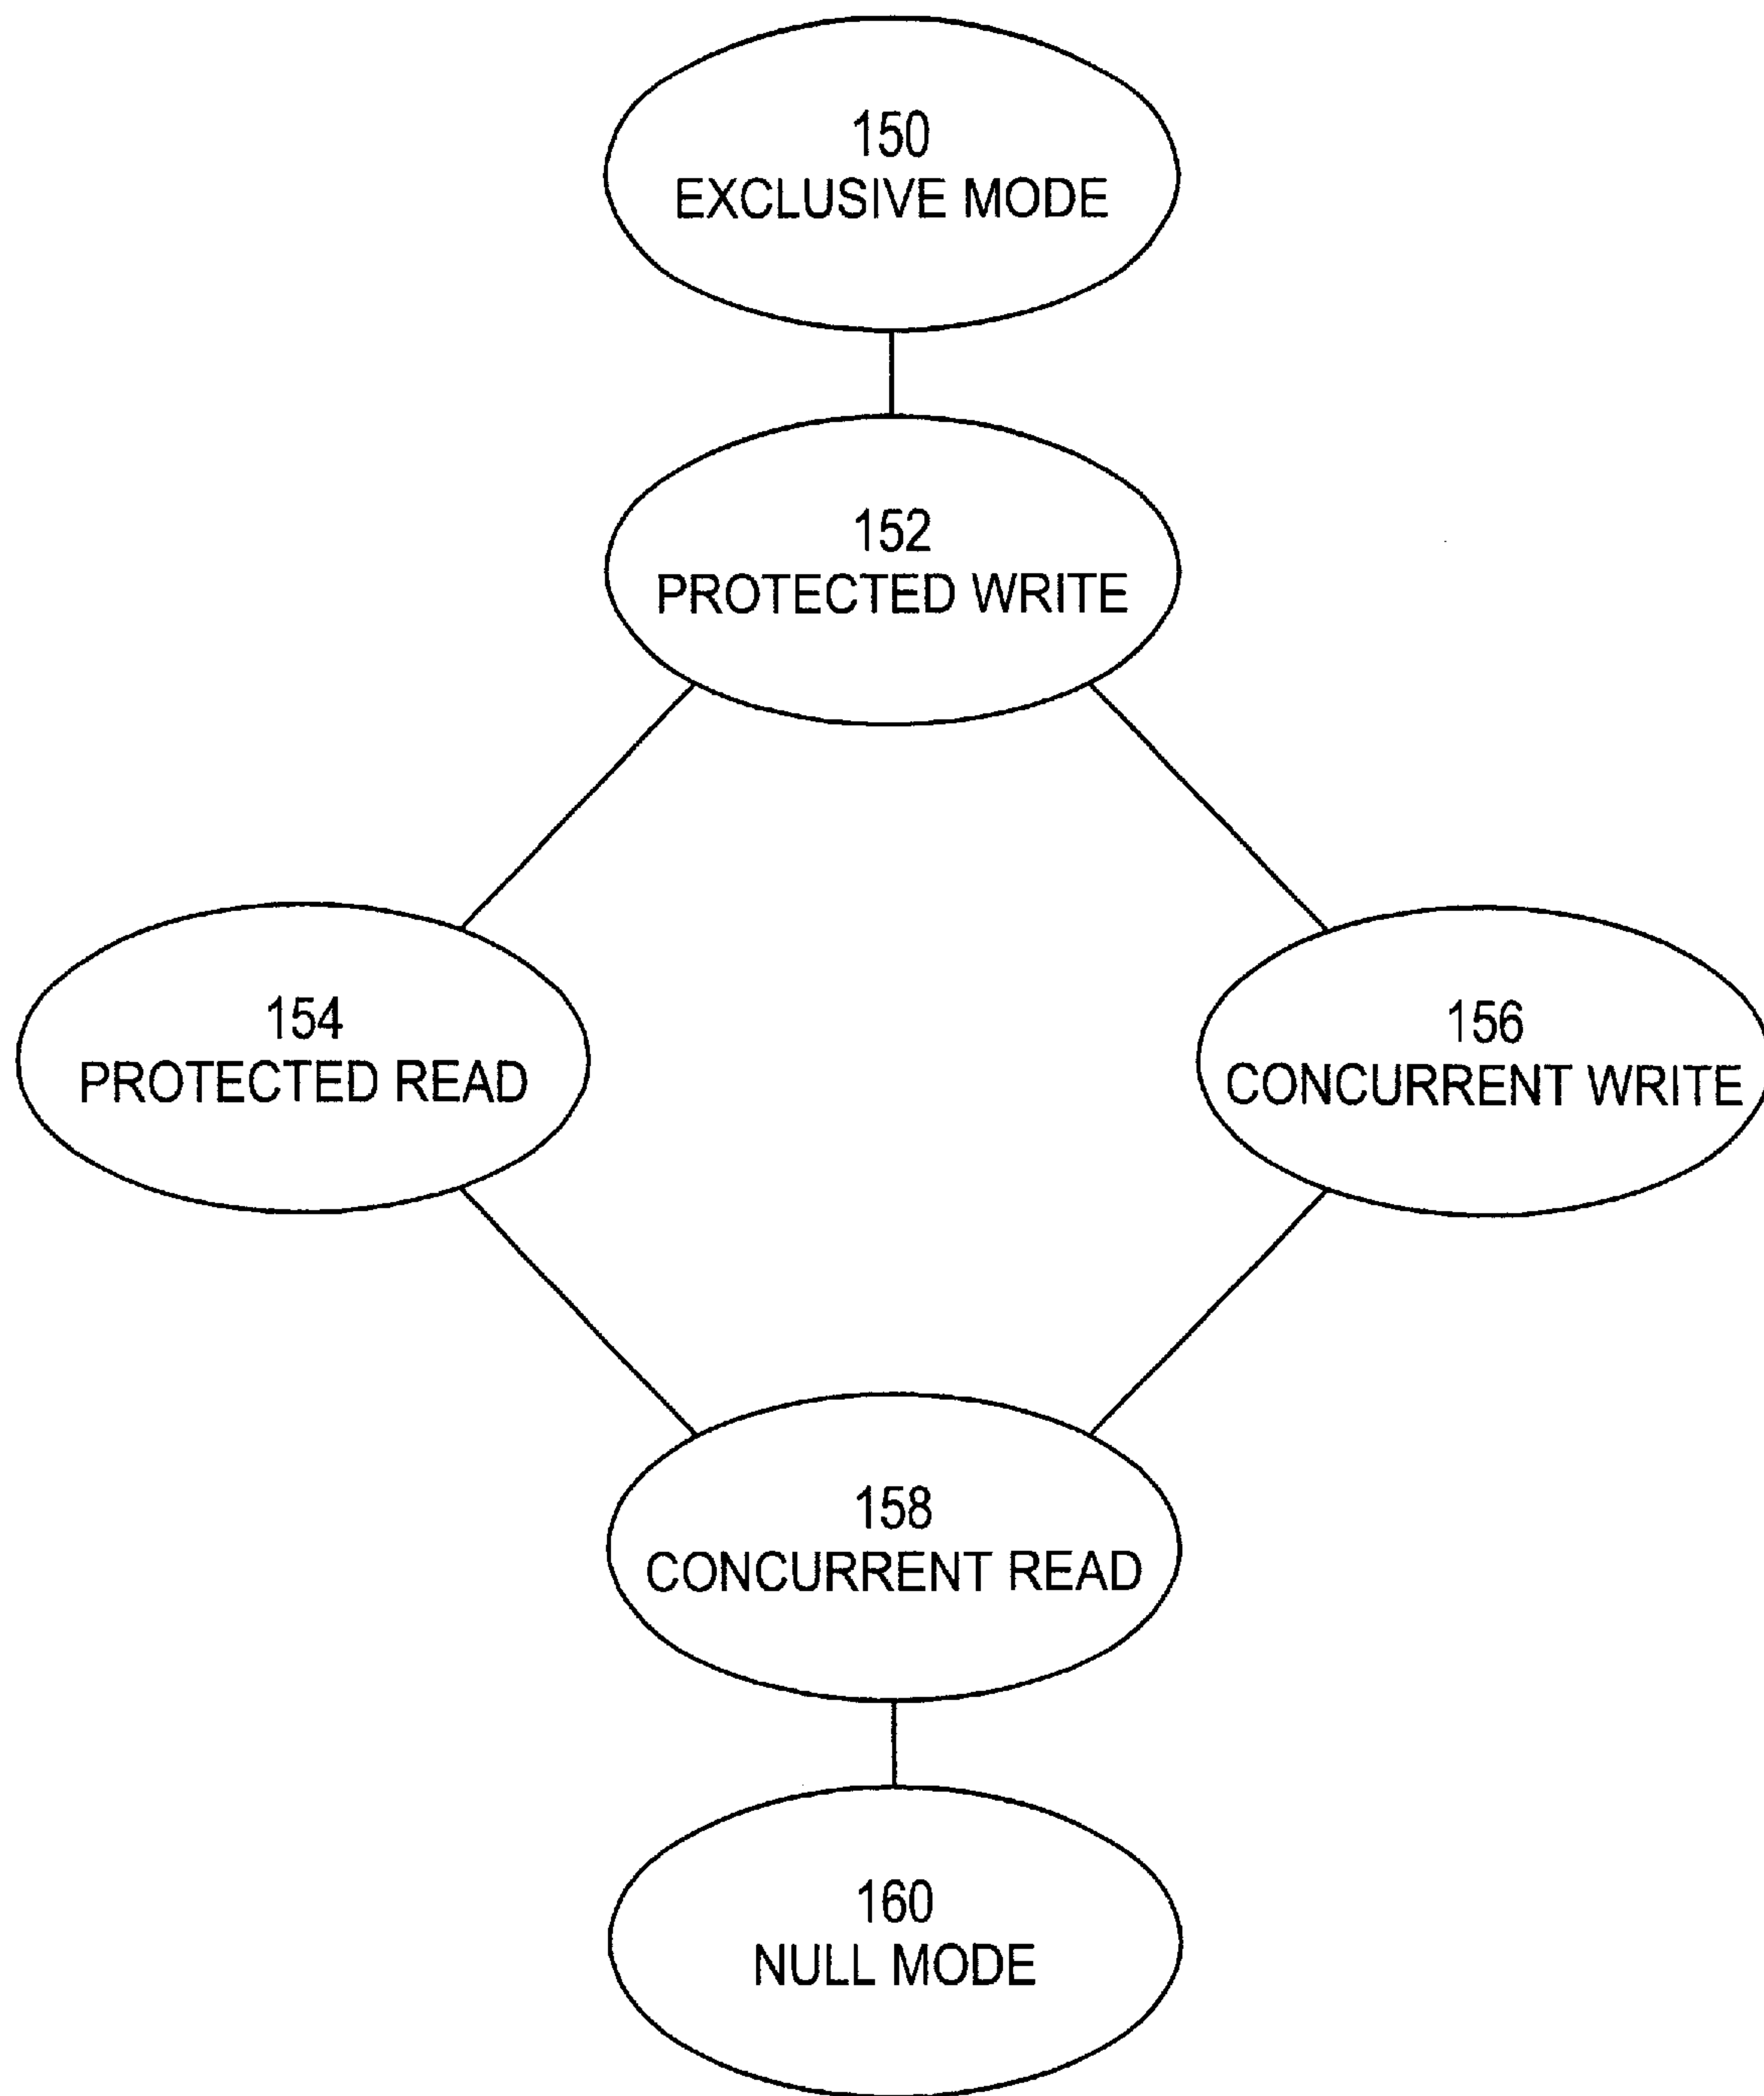 150
EXCLUSIVE MODE
152
PROTECTED WRITE
154
PROTECTED READ
156
CONCURRENT WRITE
158
CONCURRENT READ
160
NULL MODE